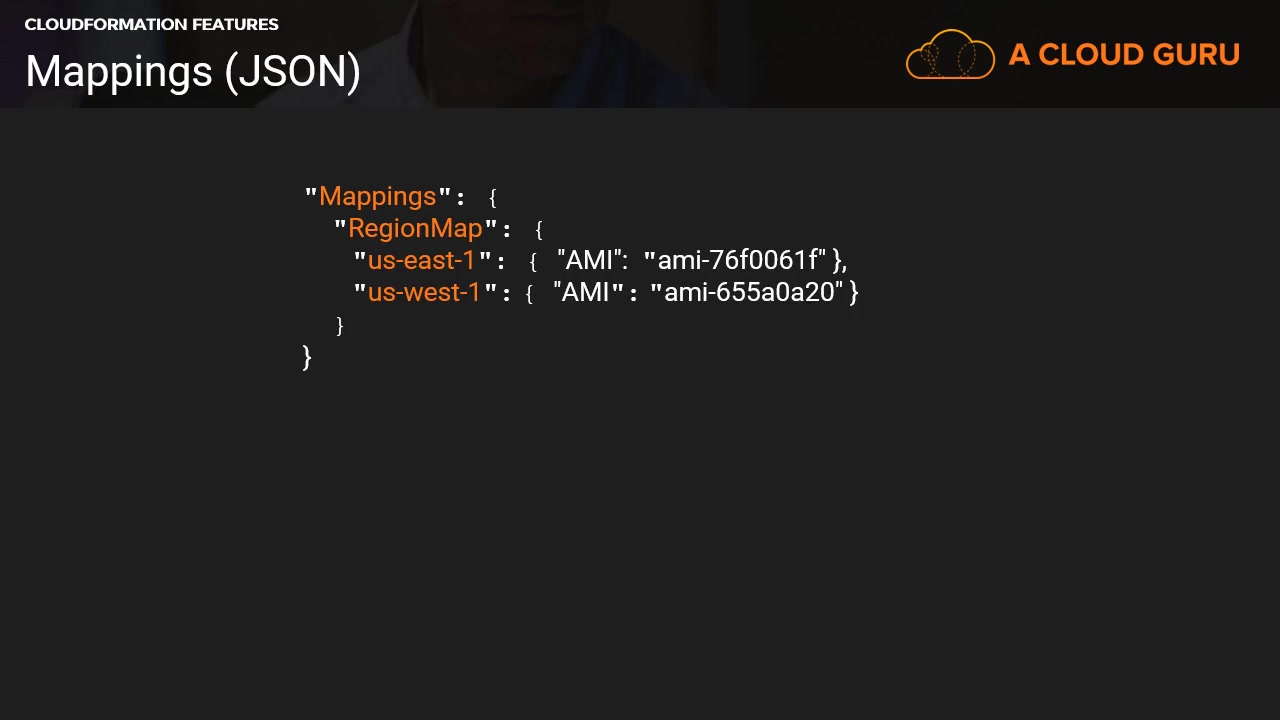 CLOUDFORMATION FEATURES
Mappings (JSON)
A CLOUD GURU
"Mappings": {
"RegionMap": {
"us-east-1": { "AMI": "ami-76f0061f" },
"us-west-1": { "AMI": "ami-655a0a20" }
}
}